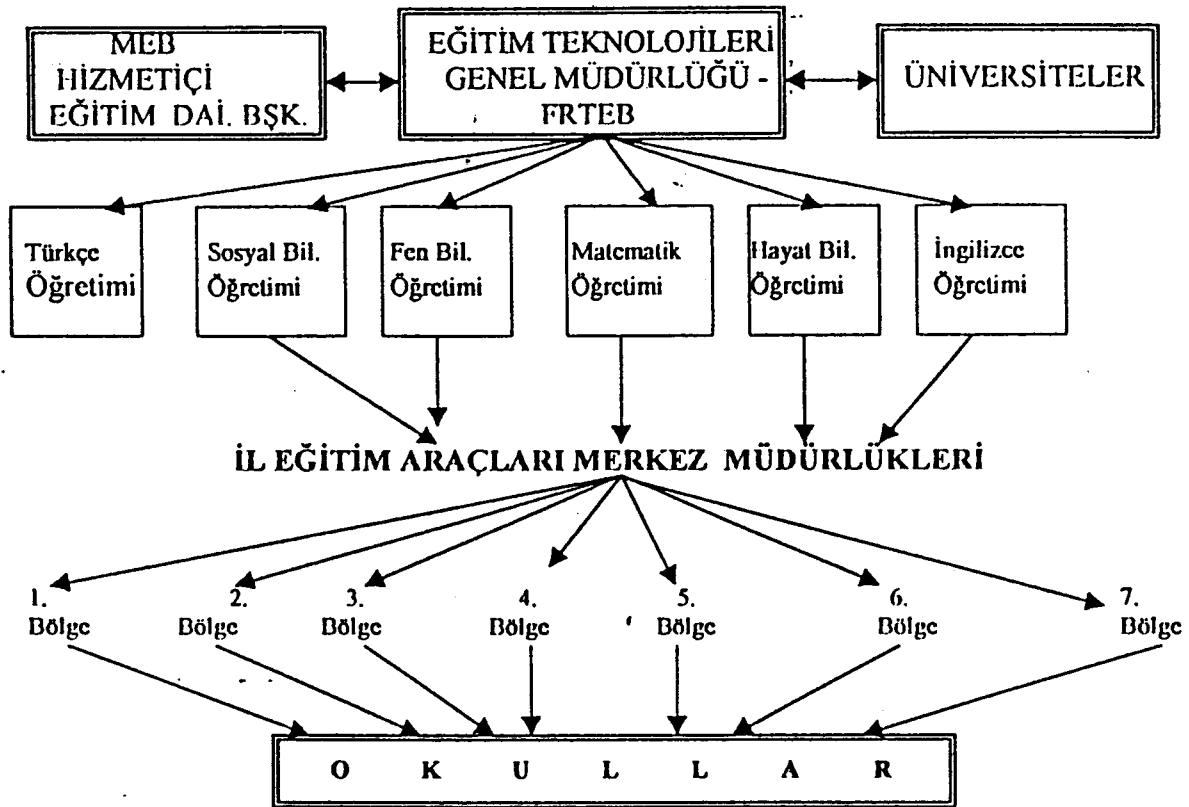 MEB
HİZMETİÇİ
EĞİTİM DAİ. BŞK.
EĞİTİM TEKNOLOJİLERİ
GENEL MÜDÜRLÜĞÜ -
FRTEB
ÜNİVERSİTELER
Türkçe
Öğretimi
Sosyal Bil.
Öğretimi
Fen Bil.
Öğretimi
Matematik
Öğretimi
Hayat Bil.
Öğretimi
İngilizce
Öğretimi
İL EĞİTİM ARAÇLARI MERKEZ MÜDÜRLÜKLERİ
1.
Bölge
2.
Bölge
3.
Bölge
4.
Bölge
5.
Bölge
6.
Bölge
7.
Bölge
O K U L L A R